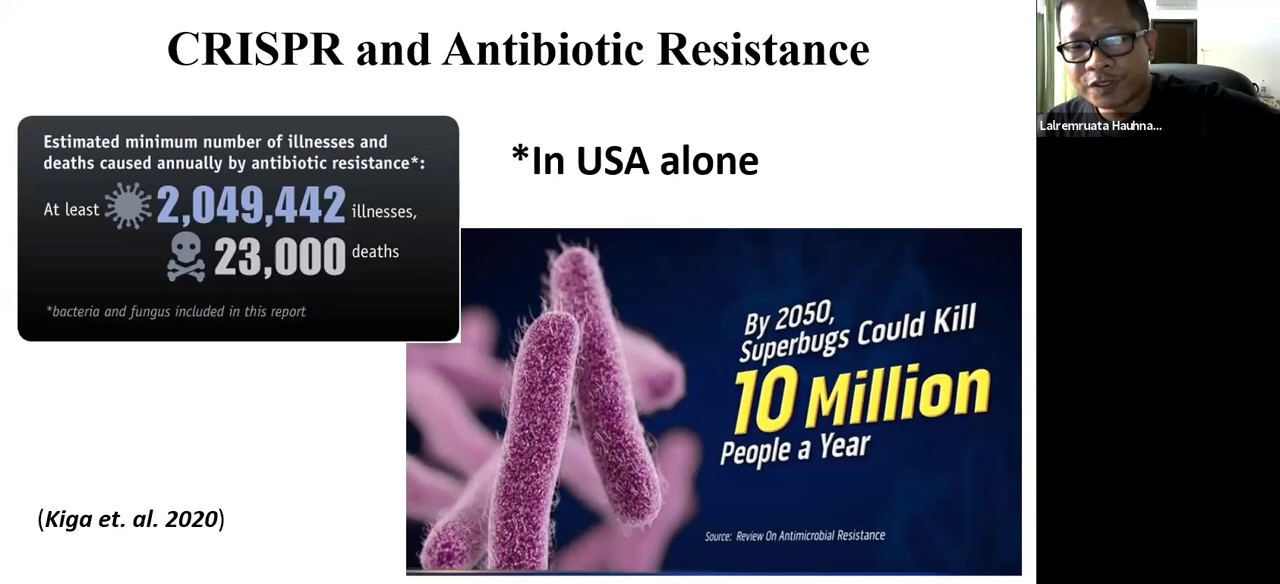 CRISPR and Antibiotic Resistance
Estimated minimum number of illnesses and
deaths caused annually by antibiotic resistance*:
At least 2,049,442 illnesses,
23,000 deaths
*bacteria and fungus included in this report
*In USA alone
By 2050,
Superbugs Could Kill
10 Million
People a Year
Source: Review On Antimicrobial Resistance
(Kiga et. al. 2020)
Lalremruata Hauhna...